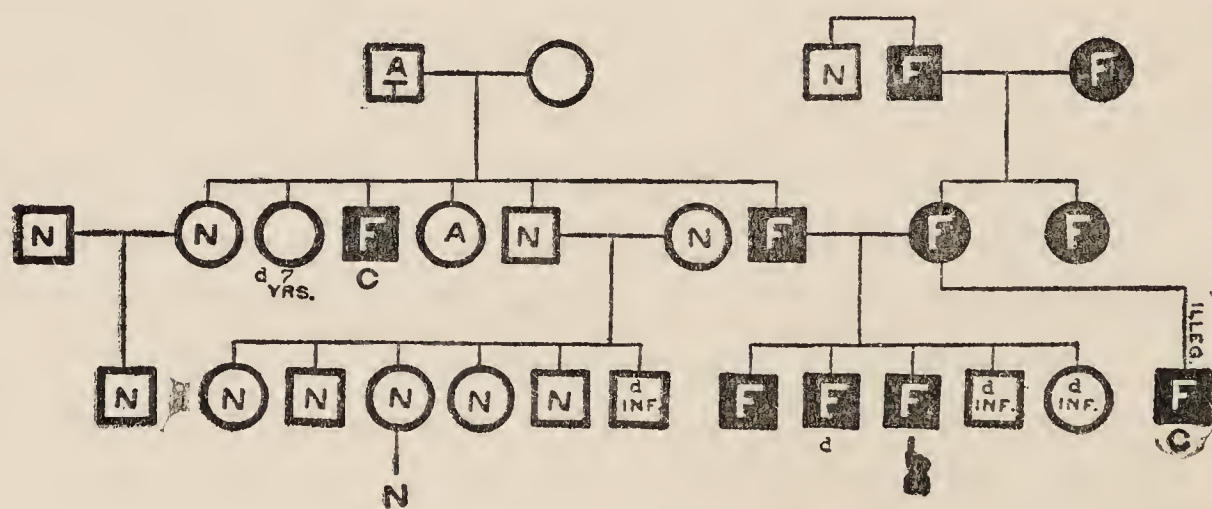 A N F F
N N F A N N F F F
d 7
YRS.
C
ILLEG.
N N N N N N d F F F d d F
INF. INF. INF.
d C
N